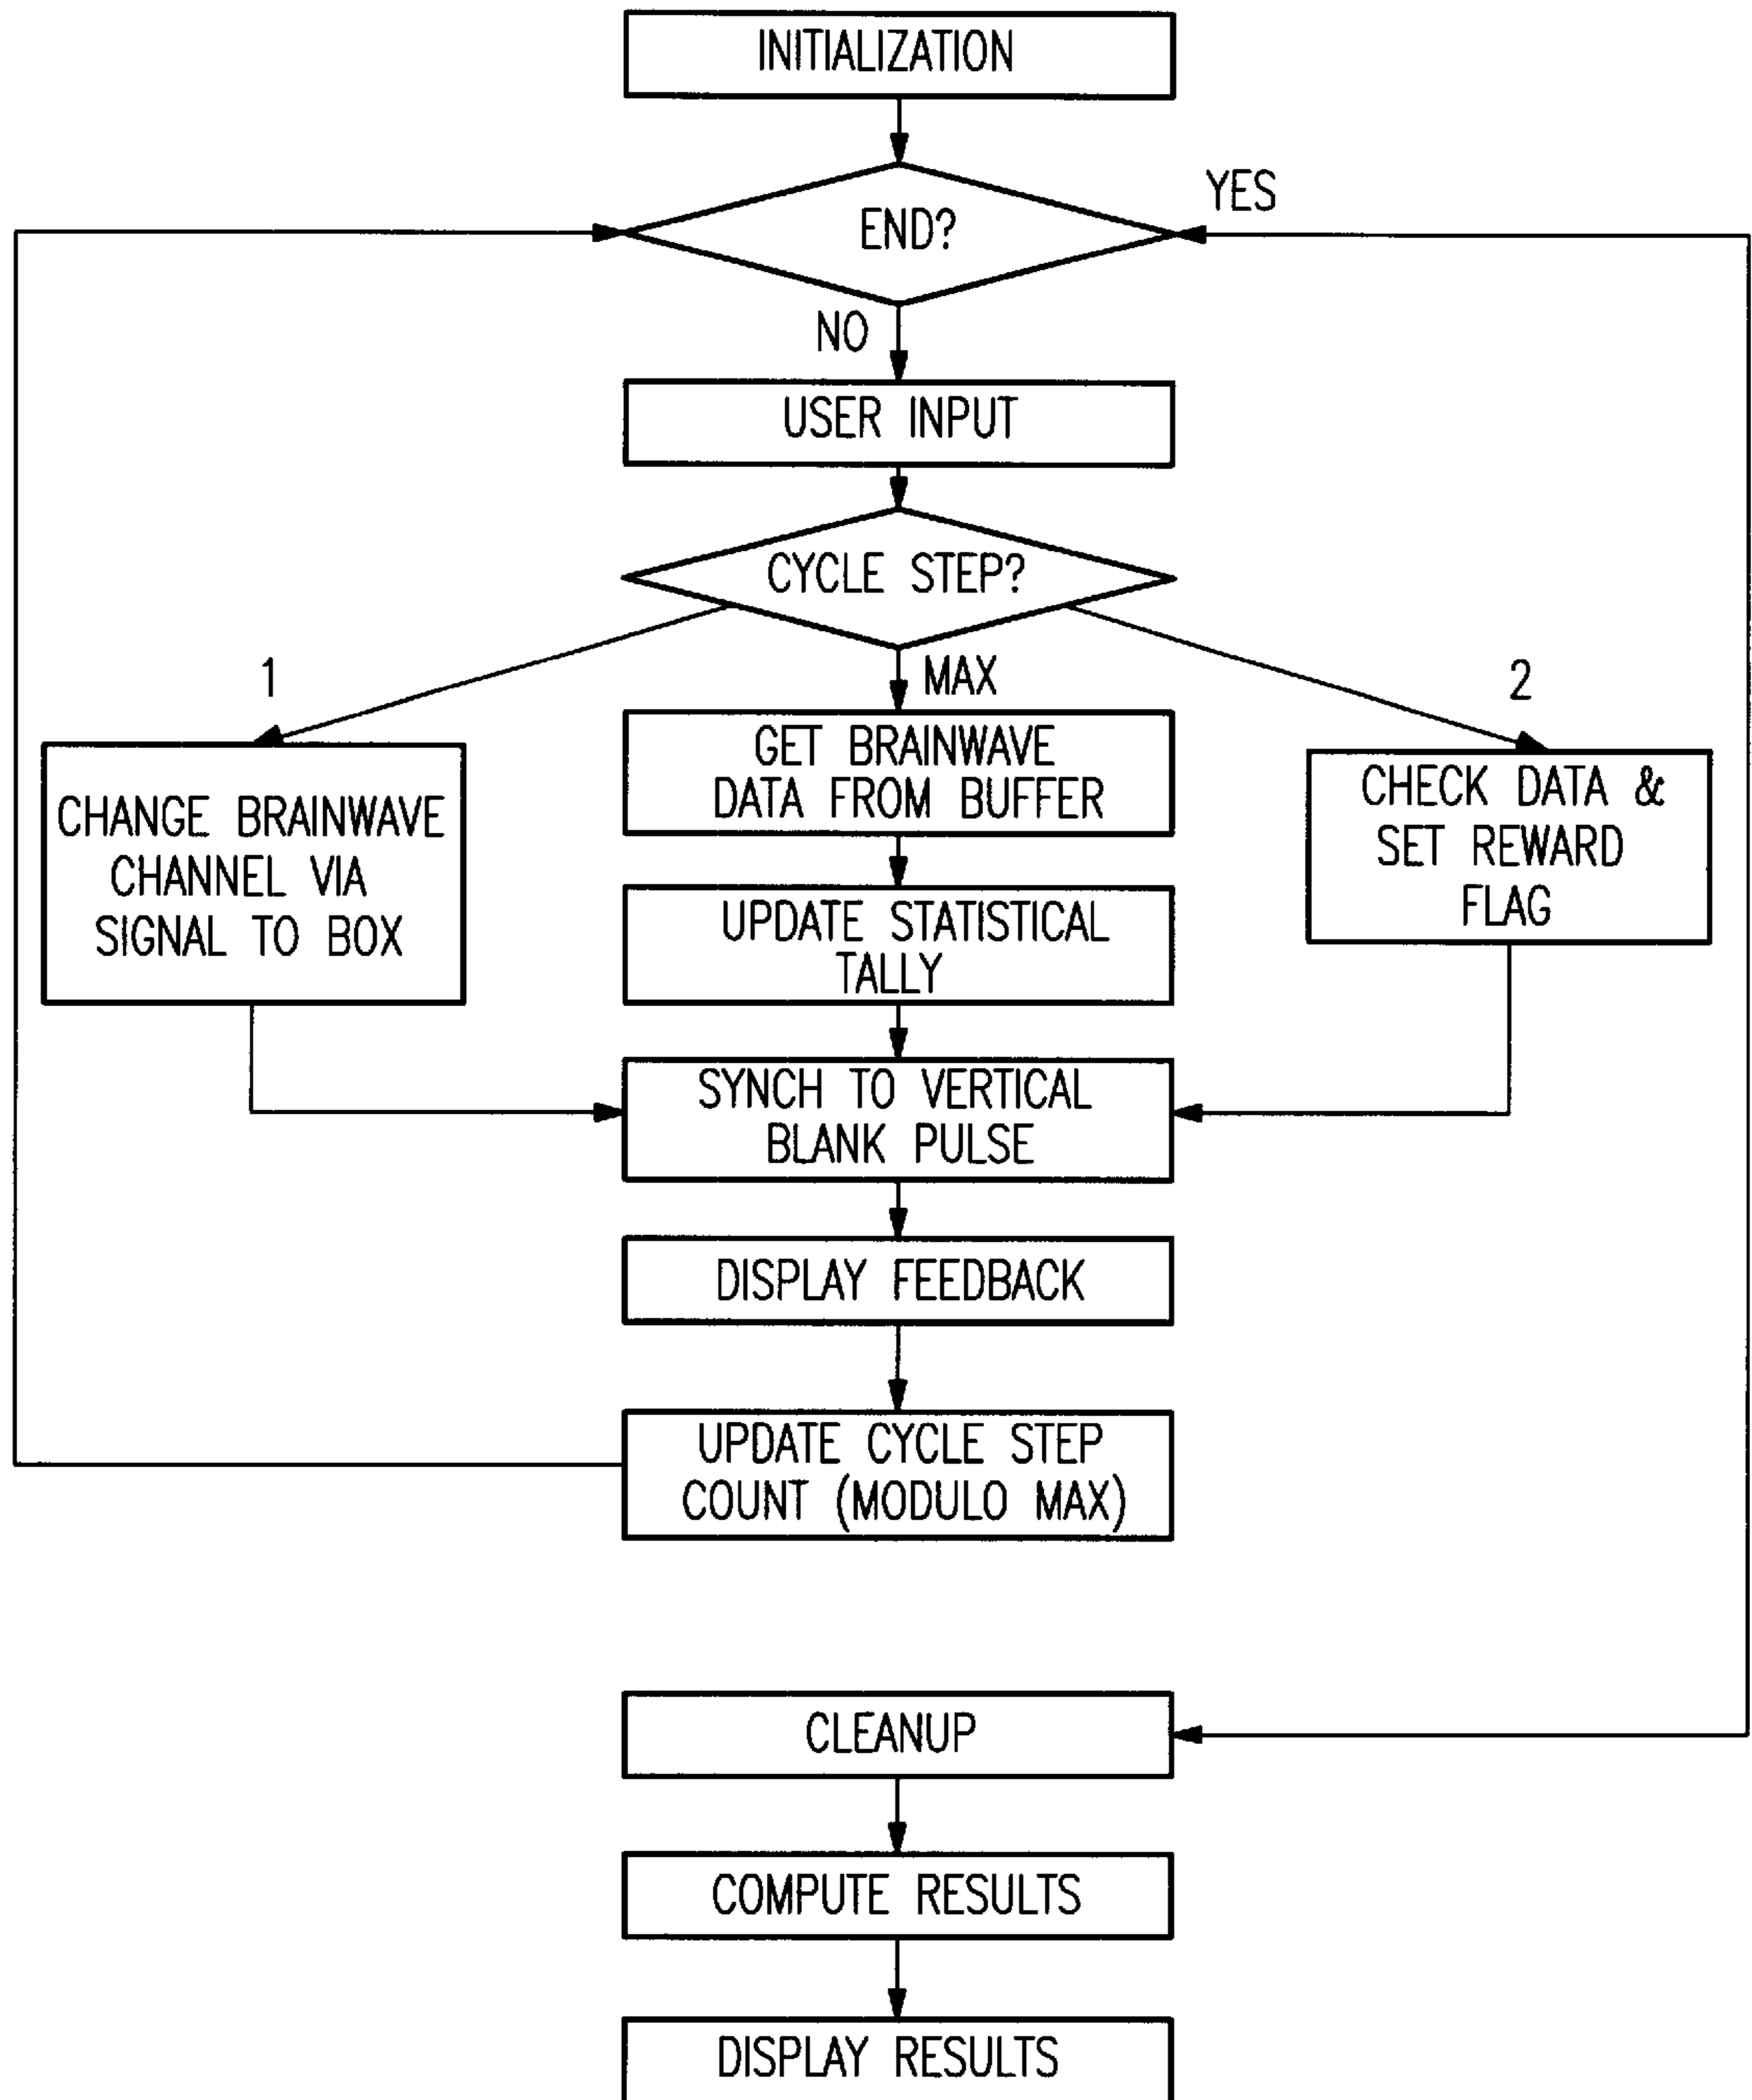 INITIALIZATION
YES
END?
NO
USER INPUT
CYCLE STEP?
1
MAX
2
GET BRAINWAVE
DATA FROM BUFFER
CHANGE BRAINWAVE
CHANNEL VIA
SIGNAL TO BOX
CHECK DATA &
SET REWARD
FLAG
UPDATE STATISTICAL
TALLY
SYNCH TO VERTICAL
BLANK PULSE
DISPLAY FEEDBACK
UPDATE CYCLE STEP
COUNT (MODULO MAX)
CLEANUP
COMPUTE RESULTS
DISPLAY RESULTS